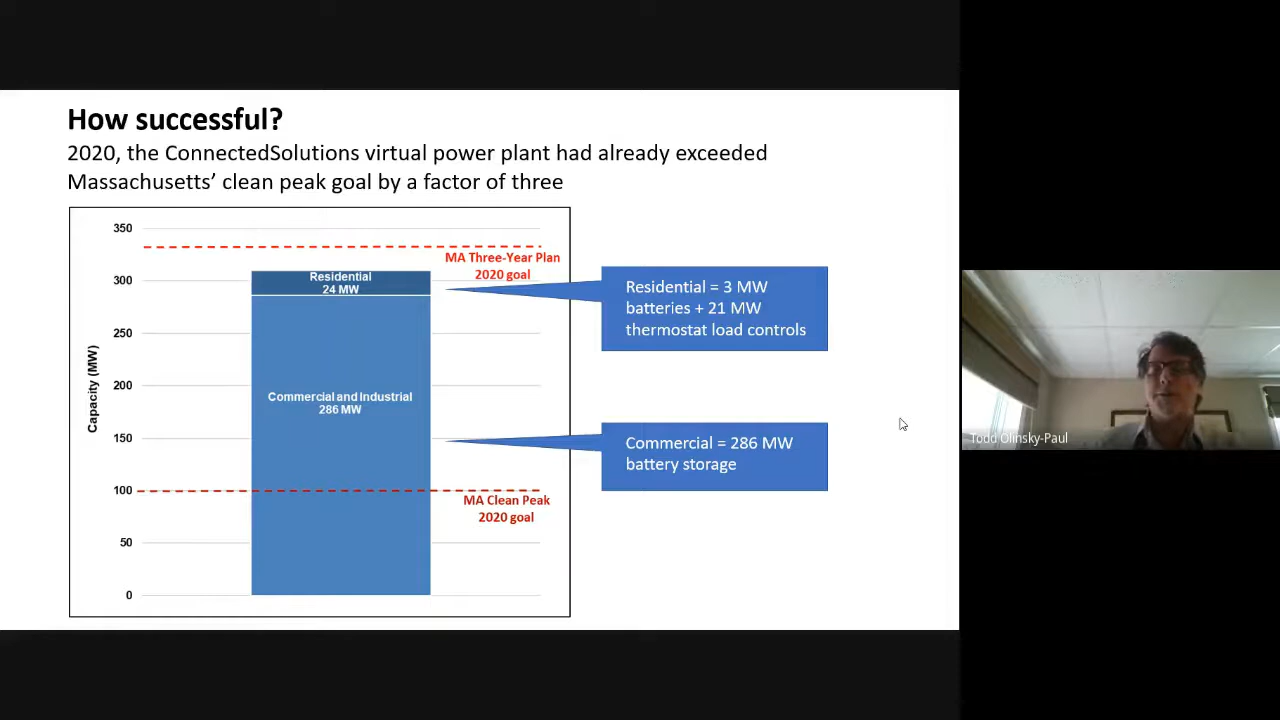 How successful?
2020, the ConnectedSolutions virtual power plant had already exceeded
Massachusetts’ clean peak goal by a factor of three
350
MA Three-Year Plan
2020 goal
300
Residential
24 MW
250
200
Commercial and Industrial
286 MW
Capacity (MW)
150
100
MA Clean Peak
2020 goal
50
0
Residential = 3 MW
batteries + 21 MW
thermostat load controls
Commercial = 286 MW
battery storage
Todd Olinsky-Paul